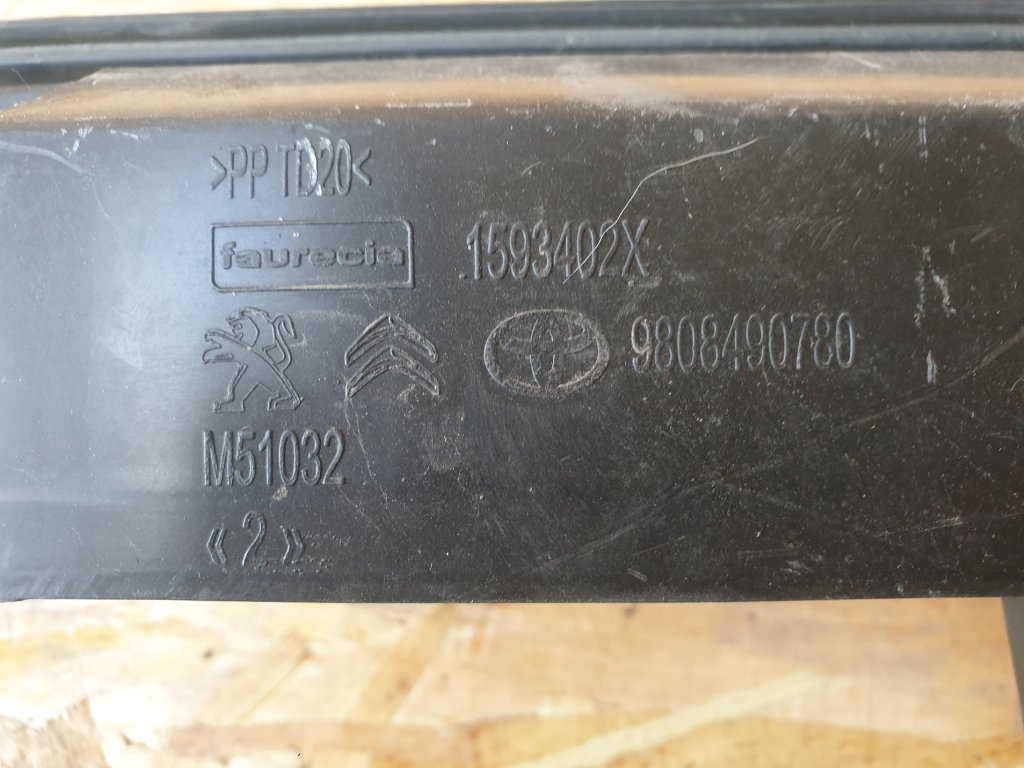 >PP TD20<
faurecia 1593402X
9808490780
M51032
« 2 »